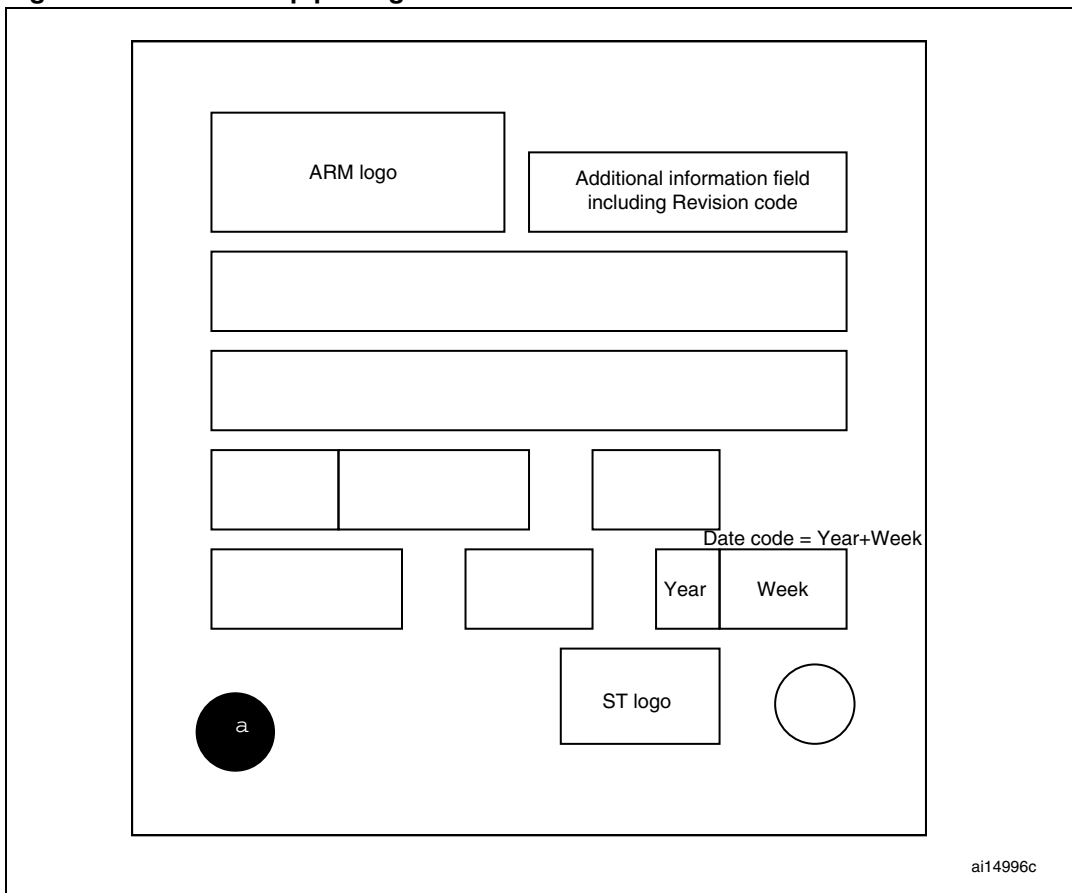 ARM logo
Additional information field
including Revision code
Date code = Year+Week
Year Week
ST logo
a
ai14996c